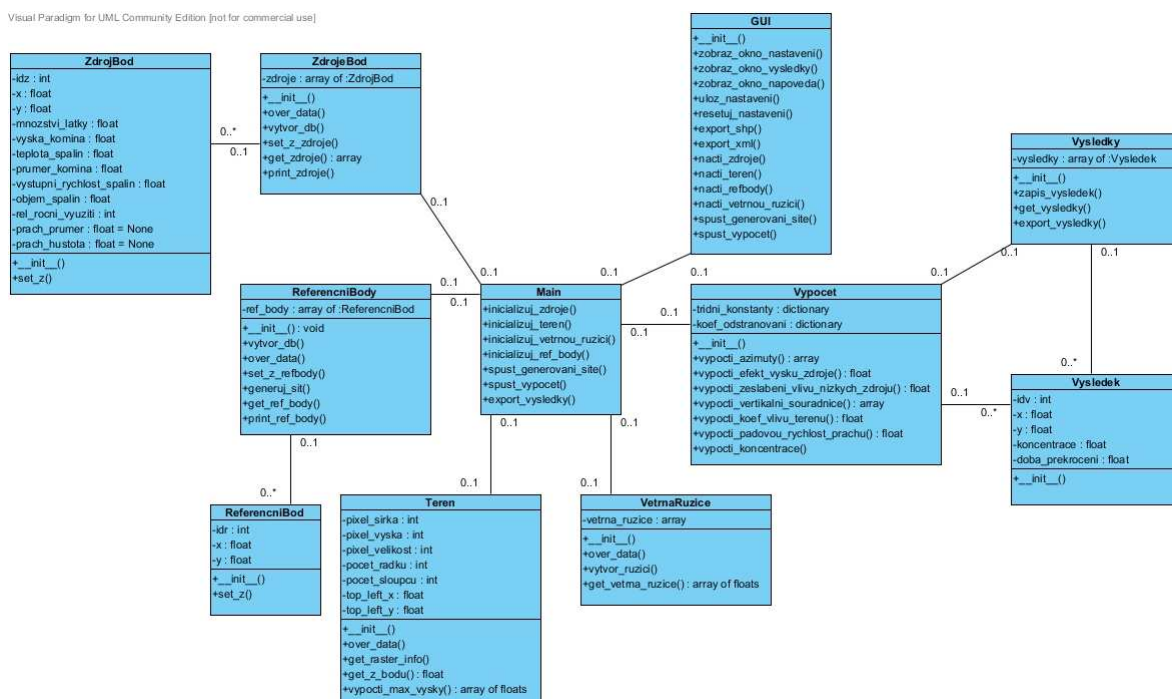 Visual Paradigm for UML Community Edition [not for commercial use]
ZdrojBod
-idz : int
-x : float
-y : float
-mnozstvi_latky : float
-vyska_komina : float
-teplota_spalin : float
-prumer_komina : float
-vystupni_rychlost_spalin : float
-objem_spalin : float
-rel_rocni_vyuziti : int
-prach_prumer : float = None
-prach_hustota : float = None
+__init__()
+set_z()
0..*
0..1
ZdrojeBod
-zdroje : array of :ZdrojBod
+__init__()
+over_data()
+vytvor_db()
+set_z_zdroje()
+get_zdroje() : array
+print_zdroje()
0..1
0..1
GUI
+__init__()
+zobraz_okno_nastaveni()
+zobraz_okno_vysledky()
+zobraz_okno_napoveda()
+uloz_nastaveni()
+resetuj_nastaveni()
+export_shp()
+export_xml()
+nacti_zdroje()
+nacti_teren()
+nacti_refbody()
+nacti_vetrnou_ruzici()
+spust_generovani_site()
+spust_vypocet()
0..1
0..1
Vysledky
-vysledky : array of :Vysledek
+__init__()
+zapis_vysledek()
+get_vysledky()
+export_vysledky()
0..1
0..1
0..1
0..*
ReferencniBody
-ref_body : array of :ReferencniBod
+__init__() : void
+vytvor_db()
+over_data()
+set_z_refbody()
+generuj_sit()
+get_ref_body()
+print_ref_body()
0..1
0..1
0..1
0..*
Main
+inicializuj_zdroje()
+inicializuj_teren()
+inicializuj_vetrnou_ruzici()
+inicializuj_ref_body()
+spust_generovani_site()
+spust_vypocet()
+export_vysledky()
0..1
0..1
0..1
0..1
0..1
0..1
Vypocet
-tridni_konstanty : dictionary
-koef_odstranovani : dictionary
+__init__()
+vypocti_azimuty() : array
+vypocti_efekt_vysku_zdroje() : float
+vypocti_zeslabeni_vlivu_nizkych_zdroju() : float
+vypocti_vertikalni_souradnice() : array
+vypocti_koef_vlivu_terenu() : float
+vypocti_padovou_rychlost_prachu() : float
+vypocti_koncentrace()
0..1
0..*
Vysledek
-idv : int
-x : float
-y : float
-koncentrace : float
-doba_prekroceni : float
+__init__()
ReferencniBod
-idr : int
-x : float
-y : float
+__init__()
+set_z()
Teren
-pixel_sirka : int
-pixel_vyska : int
-pixel_velikost : int
-pocet_radku : int
-pocet_sloupcu : int
-top_left_x : float
-top_left_y : float
+__init__()
+over_data()
+get_raster_info()
+get_z_bodu() : float
+vypocti_max_vysky() : array of floats
VetrnaRuzice
-vetrna_ruzice : array
+__init__()
+over_data()
+vytvor_ruzici()
+get_vetrna_ruzice() : array of floats